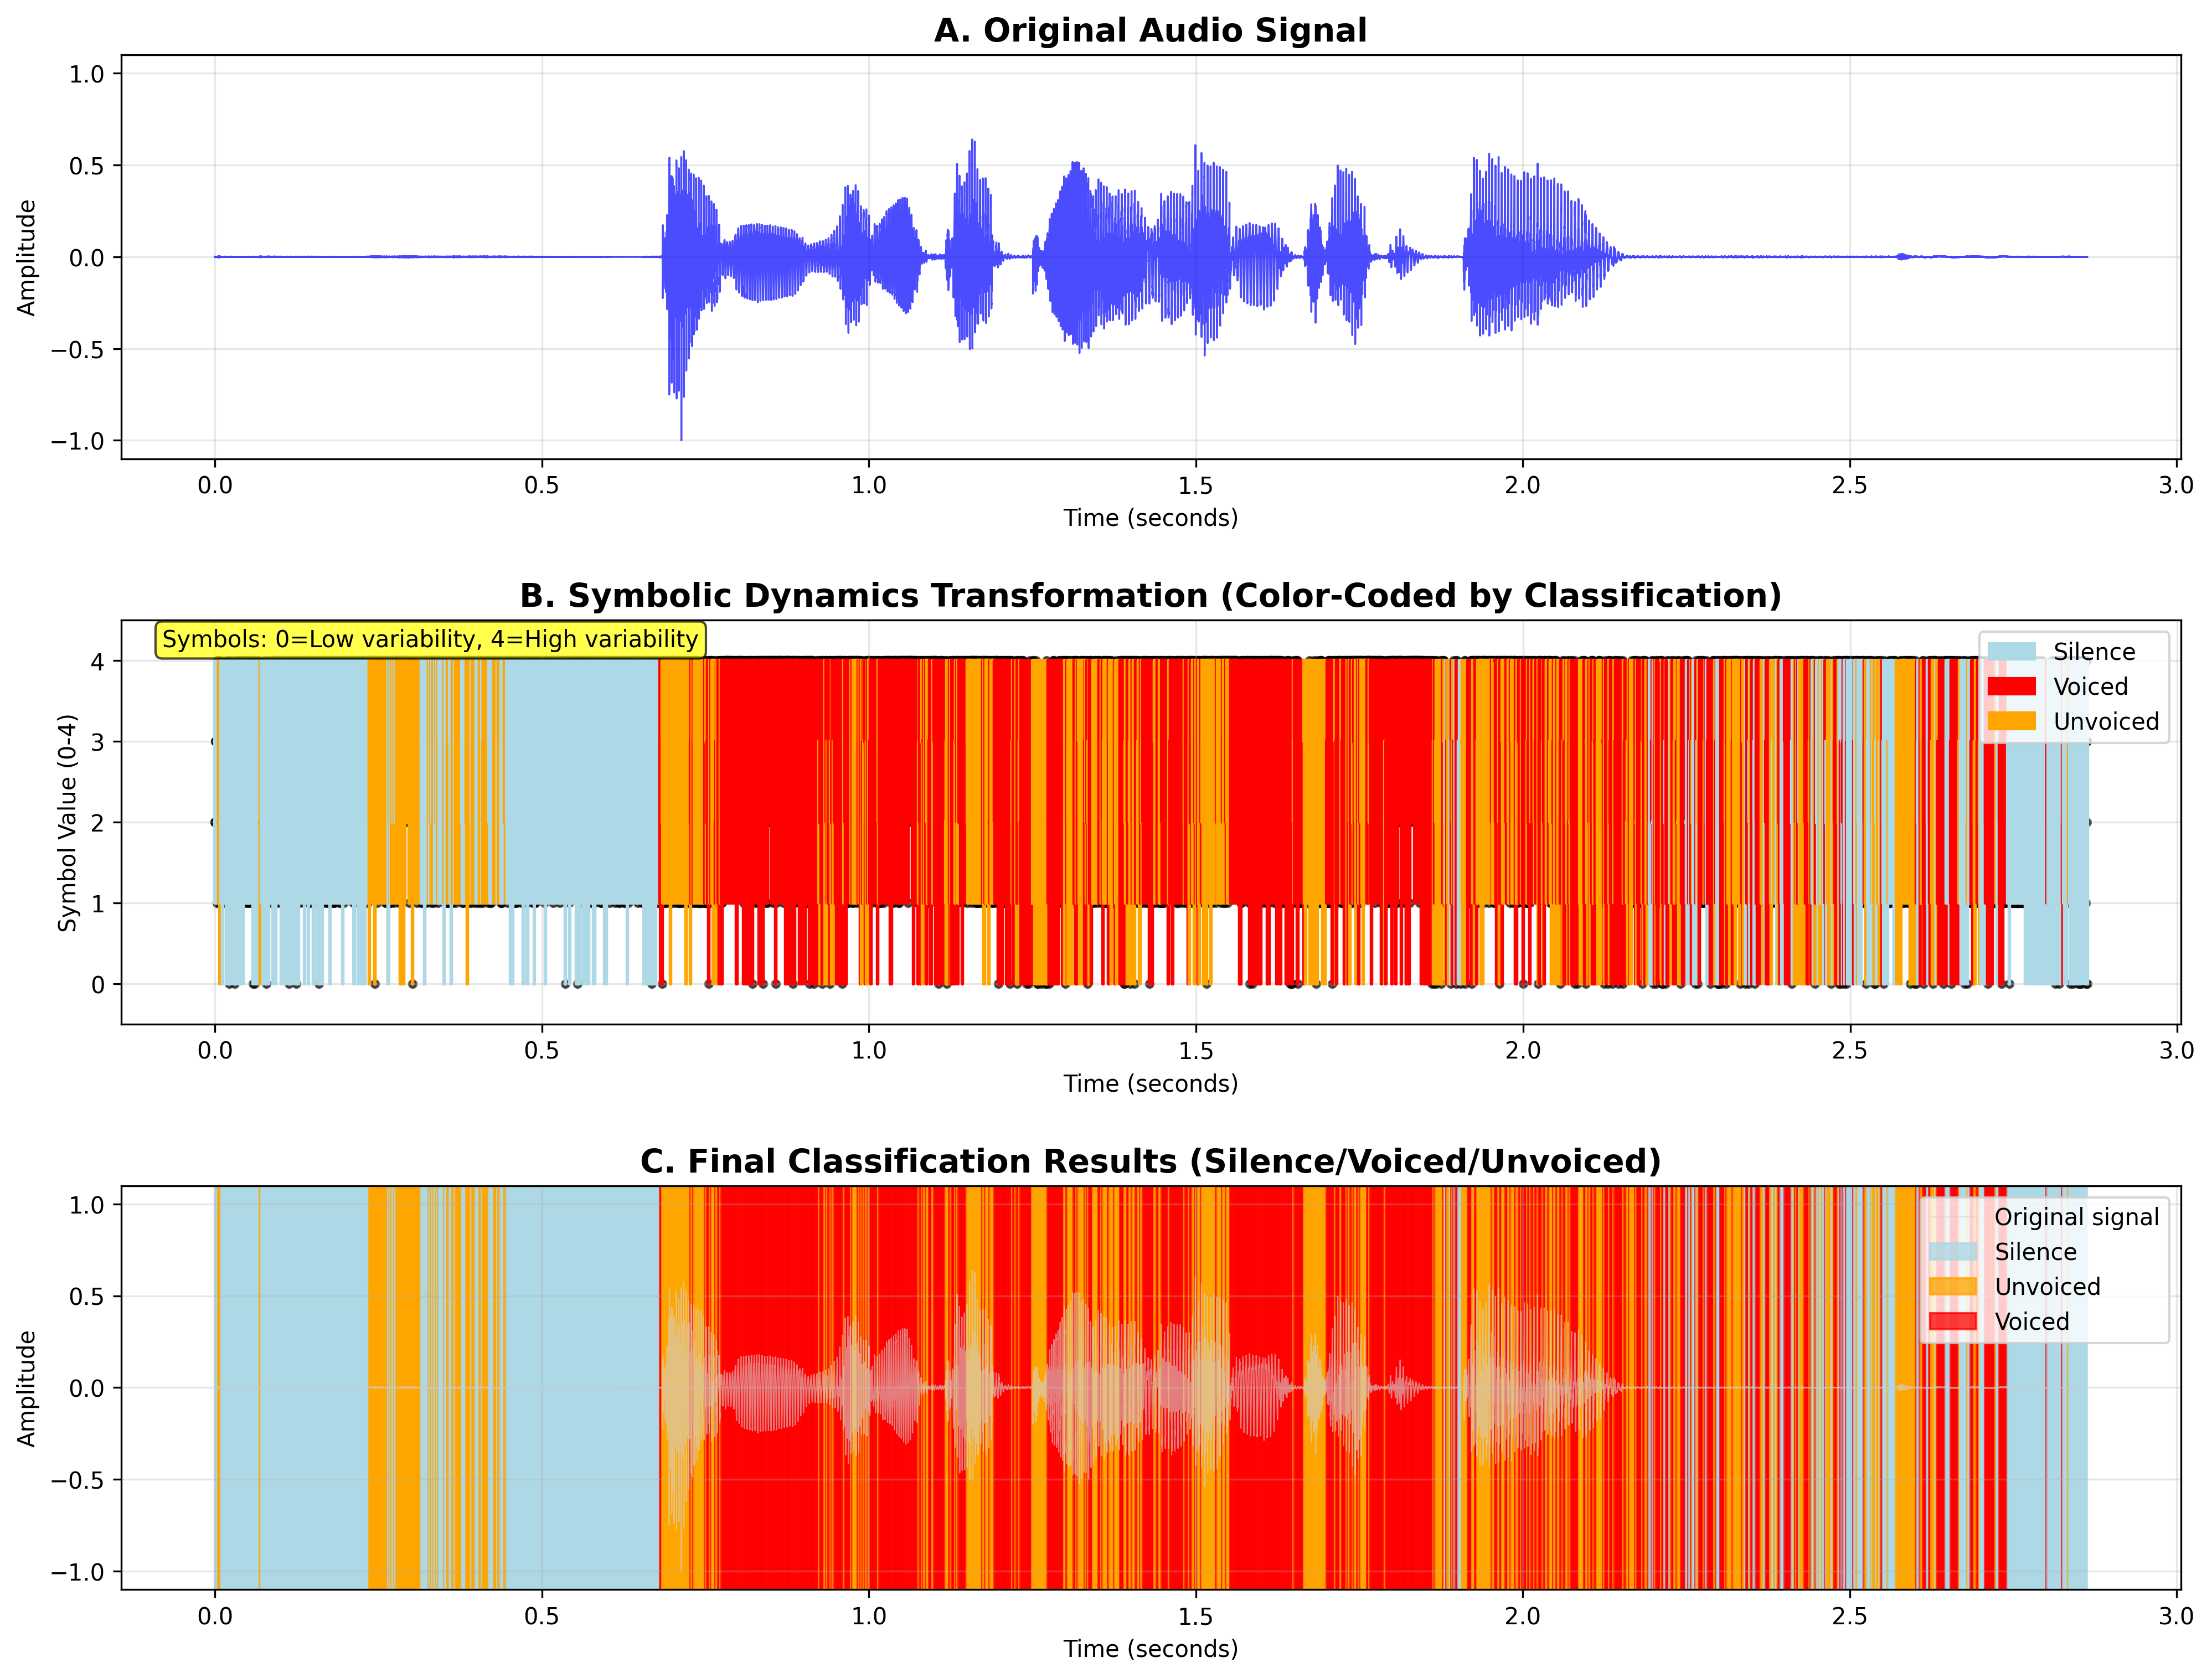 A. Original Audio Signal
1.0
0.5
0.0
−0.5
−1.0
Amplitude
0.0 0.5 1.0 1.5 2.0 2.5 3.0
Time (seconds)
B. Symbolic Dynamics Transformation (Color-Coded by Classification)
Symbols: 0=Low variability, 4=High variability
Silence
Voiced
Unvoiced
4
3
2
1
0
Symbol Value (0-4)
0.0 0.5 1.0 1.5 2.0 2.5 3.0
Time (seconds)
C. Final Classification Results (Silence/Voiced/Unvoiced)
Original signal
Silence
Unvoiced
Voiced
1.0
0.5
0.0
−0.5
−1.0
Amplitude
0.0 0.5 1.0 1.5 2.0 2.5 3.0
Time (seconds)